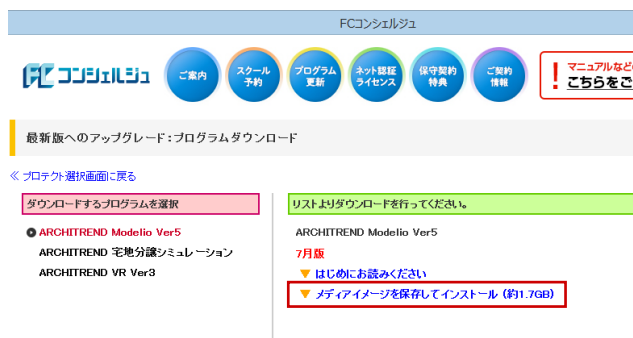 FCコンシェルジュ
FCコンシェルジュ
ご案内
スクール
予約
プログラム
更新
ネット認証
ライセンス
保守契約
特典
ご契約
情報
マニュアルなど
こちらをご
最新版へのアップグレード:プログラムダウンロード
≪ プロテクト選択画面に戻る
ダウンロードするプログラムを選択
ARCHITREND Modelio Ver5
ARCHITREND 宅地分譲シミュレーション
ARCHITREND VR Ver3
リストよりダウンロードを行ってください。
ARCHITREND Modelio Ver5
7月版
▼ はじめにお読みください
▼ メディアイメージを保存してインストール (約1.7GB)